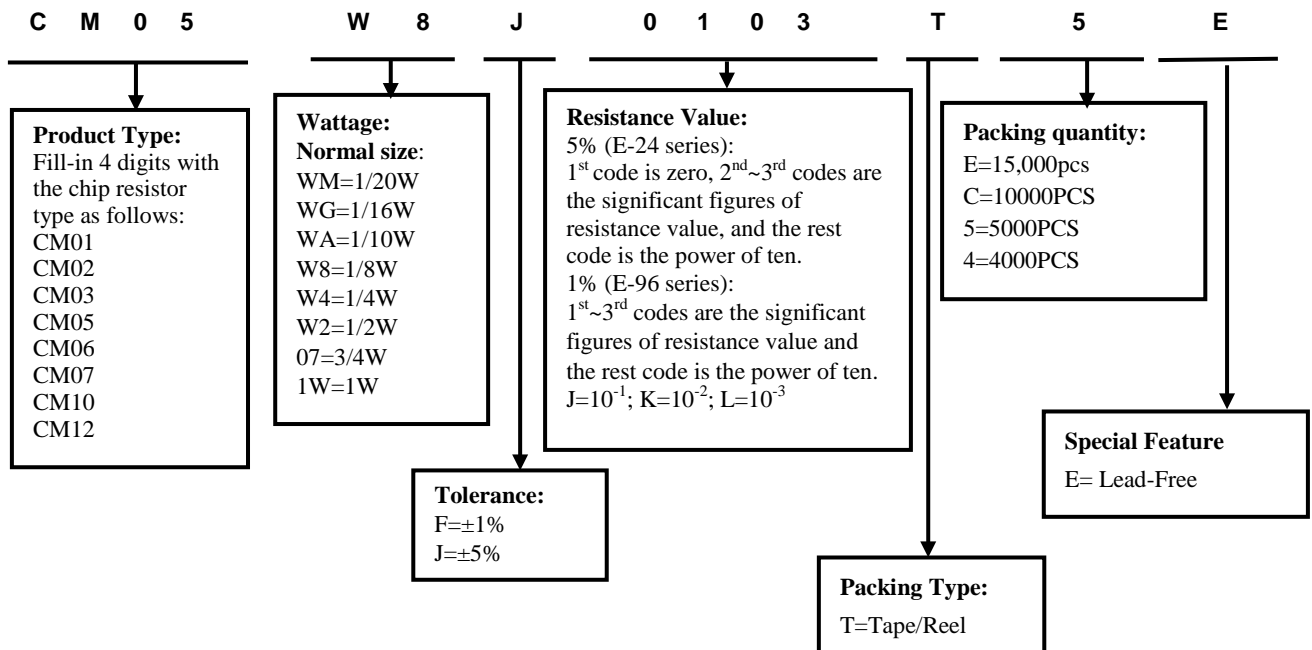 C M 0 5 W 8 J 0 1 0 3 T 5 E
Product Type:
Fill-in 4 digits with
the chip resistor
type as follows:
CM01
CM02
CM03
CM05
CM06
CM07
CM10
CM12
Wattage:
Normal size:
WM=1/20W
WG=1/16W
WA=1/10W
W8=1/8W
W4=1/4W
W2=1/2W
07=3/4W
1W=1W
Tolerance:
F=±1%
J=±5%
Resistance Value:
5% (E-24 series):
1st code is zero, 2nd~3rd codes are
the significant figures of
resistance value, and the rest
code is the power of ten.
1% (E-96 series):
1st~3rd codes are the significant
figures of resistance value and
the rest code is the power of ten.
J=10-1; K=10-2; L=10-3
Packing Type:
T=Tape/Reel
Packing quantity:
E=15,000pcs
C=10000PCS
5=5000PCS
4=4000PCS
Special Feature
E= Lead-Free